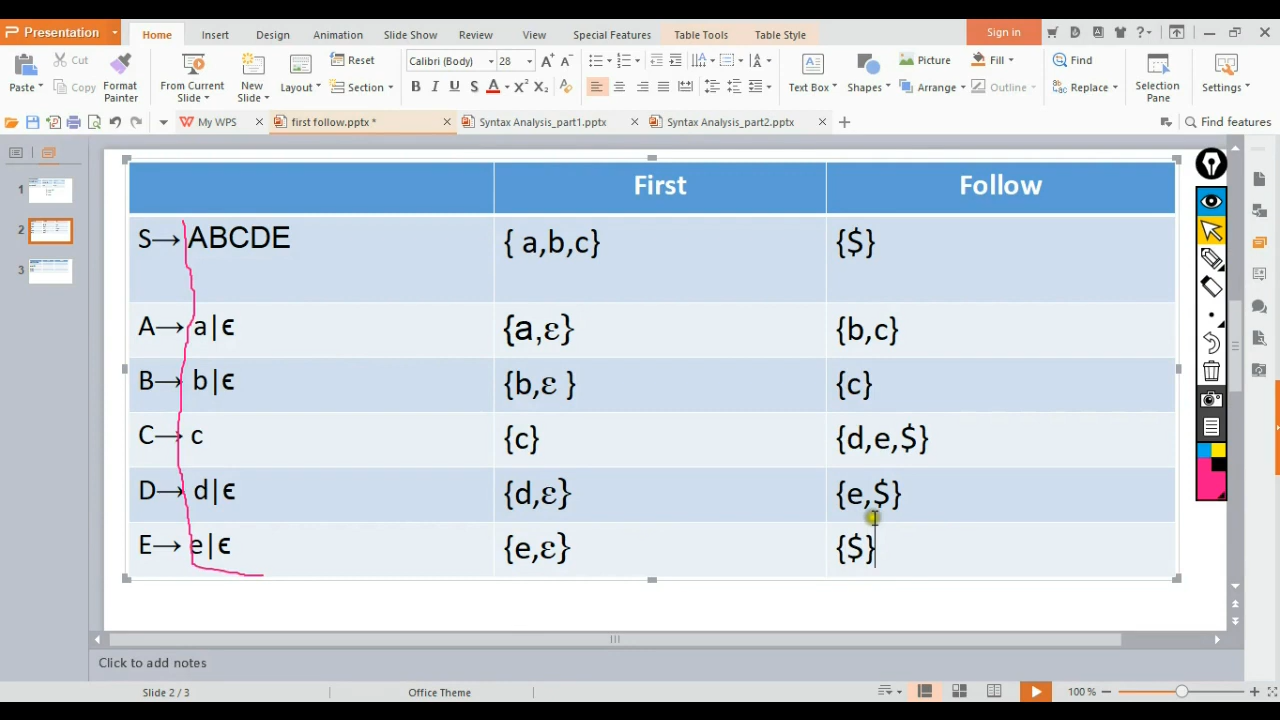 Presentation
Home Insert Design Animation Slide Show Review View Special Features Table Tools Table Style Sign in
Paste Cut Copy Format Painter From Current Slide New Slide Layout Reset Section Calibri (Body) 28 Text Box Shapes Picture Arrange Fill Outline Find Replace Selection Pane Settings
My WPS first follow.pptx * Syntax Analysis_part1.pptx Syntax Analysis_part2.pptx Find features
1
2
3
First Follow
S→ ABCDE { a,b,c} {$}
A→ a|ϵ {a,ε} {b,c}
B→ b|ϵ {b,ε } {c}
C→ c {c} {d,e,$}
D→ d|ϵ {d,ε} {e,$}
E→ e|ϵ {e,ε} {$}
Click to add notes
Slide 2 / 3 Office Theme 100 %